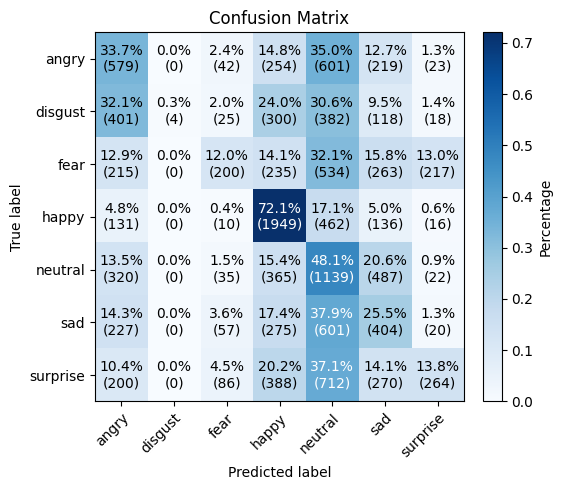 Confusion Matrix
True label
angry
33.7% 0.0% 2.4% 14.8% 35.0% 12.7% 1.3%
(579) (0) (42) (254) (601) (219) (23)
disgust
32.1% 0.3% 2.0% 24.0% 30.6% 9.5% 1.4%
(401) (4) (25) (300) (382) (118) (18)
fear
12.9% 0.0% 12.0% 14.1% 32.1% 15.8% 13.0%
(215) (0) (200) (235) (534) (263) (217)
happy
4.8% 0.0% 0.4% 72.1% 17.1% 5.0% 0.6%
(131) (0) (10) (1949) (462) (136) (16)
neutral
13.5% 0.0% 1.5% 15.4% 48.1% 20.6% 0.9%
(320) (0) (35) (365) (1139) (487) (22)
sad
14.3% 0.0% 3.6% 17.4% 37.9% 25.5% 1.3%
(227) (0) (57) (275) (601) (404) (20)
surprise
10.4% 0.0% 4.5% 20.2% 37.1% 14.1% 13.8%
(200) (0) (86) (388) (712) (270) (264)
angry disgust fear happy neutral sad surprise
Predicted label
0.7
0.6
0.5
0.4
0.3
0.2
0.1
0.0
Percentage